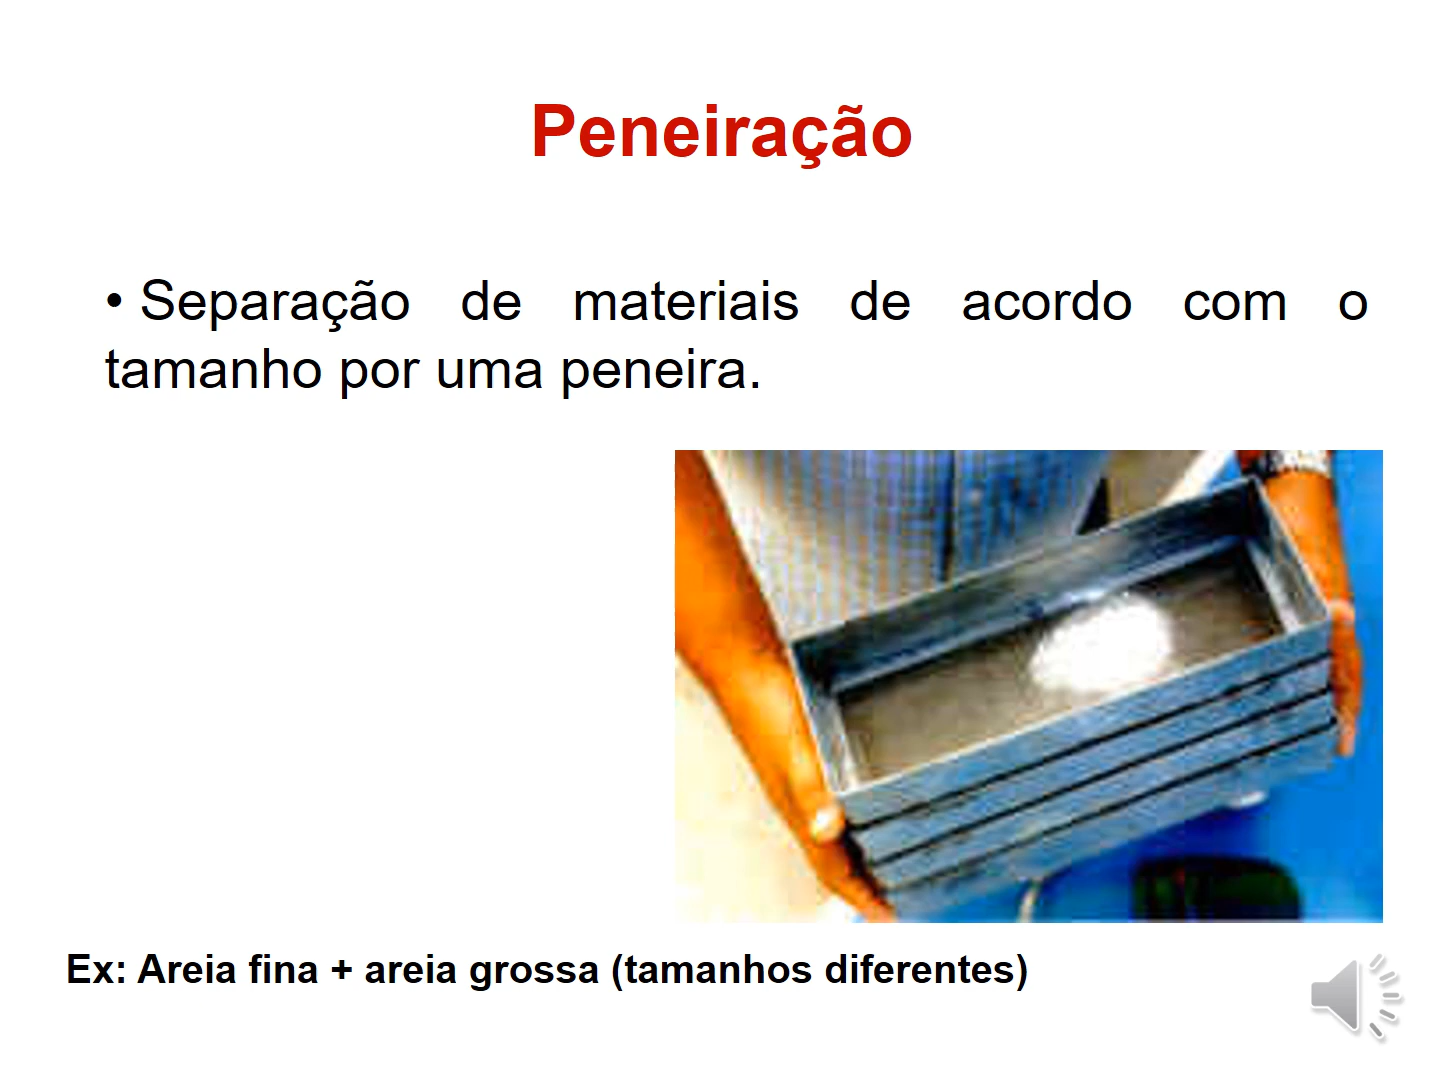 Peneiração
• Separação de materiais de acordo com o
tamanho por uma peneira.
Ex: Areia fina + areia grossa (tamanhos diferentes)